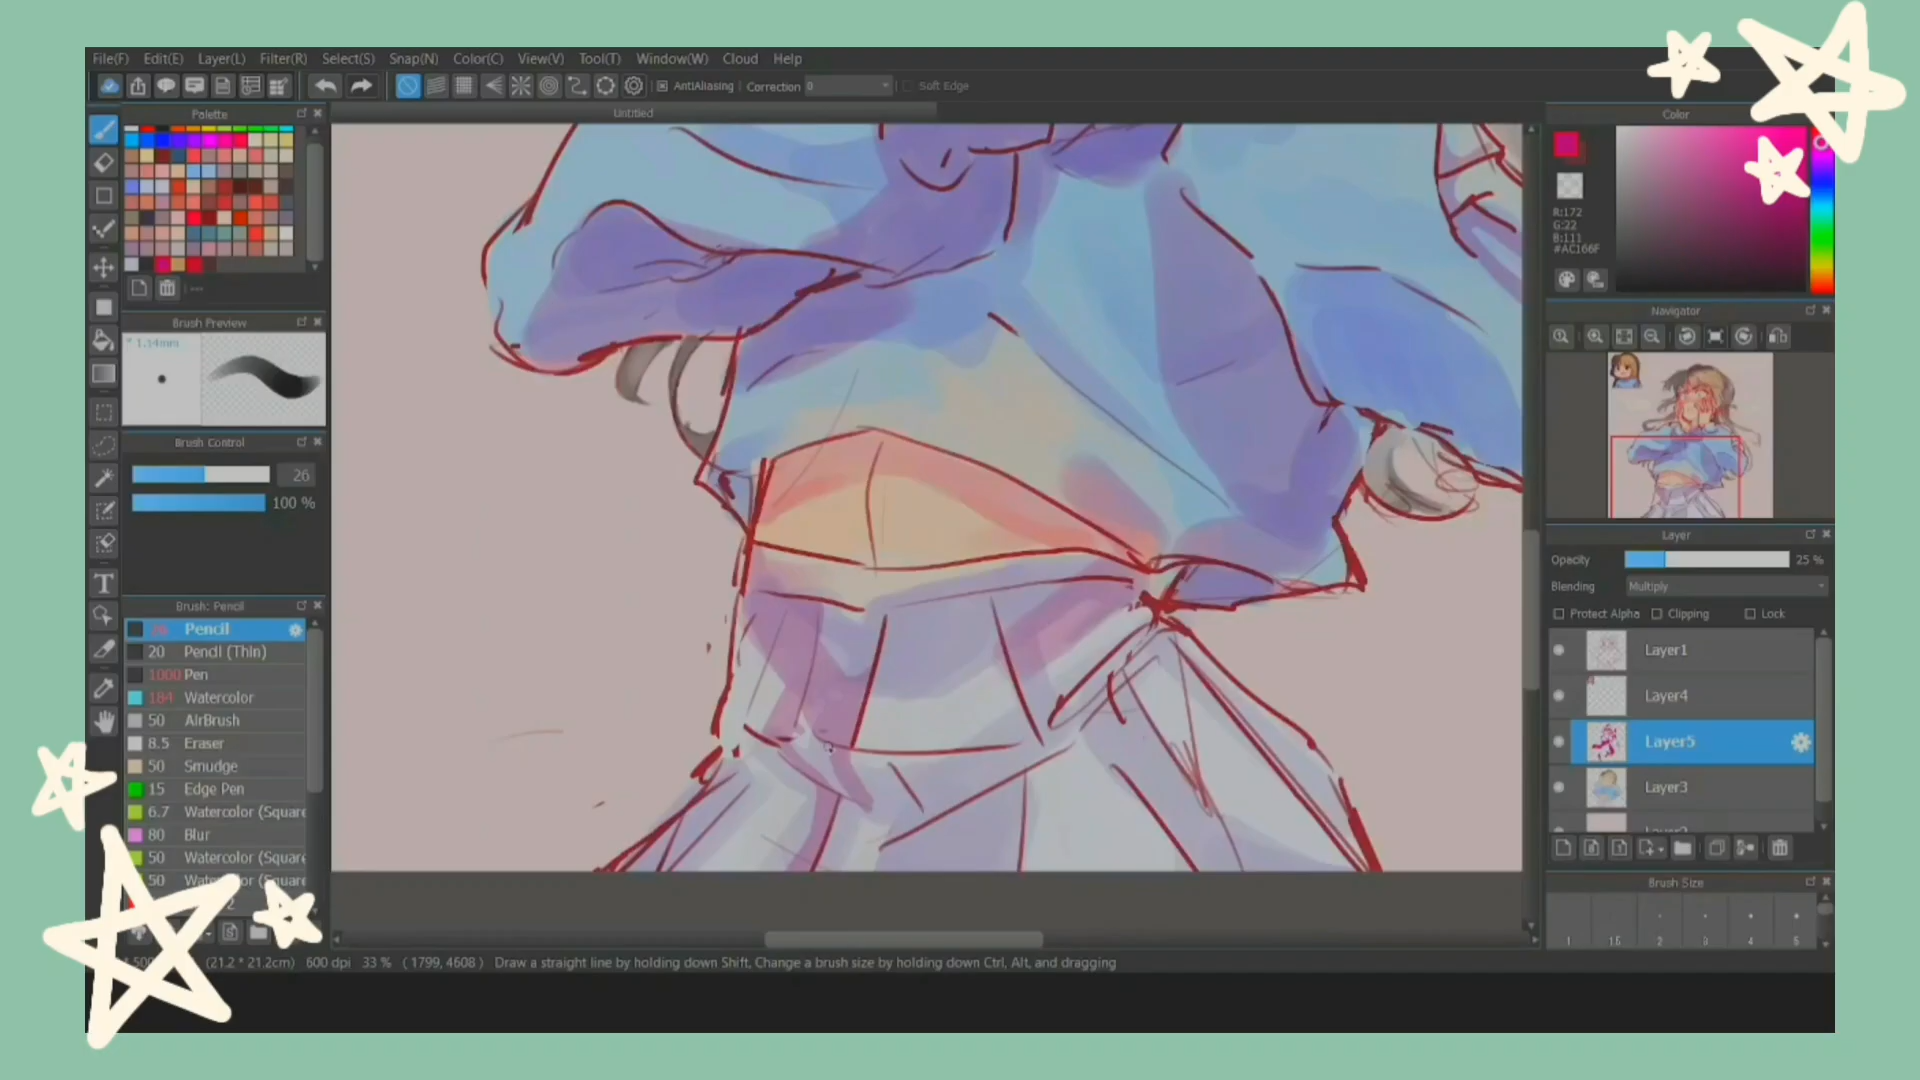 File(F) Edit(E) Layer(L) Filter(R) Select(S) Snap(N) Color(C) View(V) Tool(T) Window(W) Cloud Help
AntiAliasing Correction 0 Soft Edge
Palette
Untitled
Color
R:172
G:22
B:111
#AC166F
Brush Preview
* 1.14mm
Brush Control
26
100 %
Brush: Pencil
Pencil
20 Pencil (Thin)
1000 Pen
184 Watercolor
50 AirBrush
8.5 Eraser
50 Smudge
15 Edge Pen
6.7 Watercolor (Square
80 Blur
50 Watercolor (Square
50
Navigator
Layer
Opacity 25 %
Blending Multiply
Protect Alpha Clipping Lock
Layer1
Layer4
Layer5
Layer3
Brush Size
1 1.5 2 3 4 5
(21.2 * 21.2cm) 600 dpi 33 % ( 1799, 4608 ) Draw a straight line by holding down Shift, Change a brush size by holding down Ctrl, Alt, and dragging